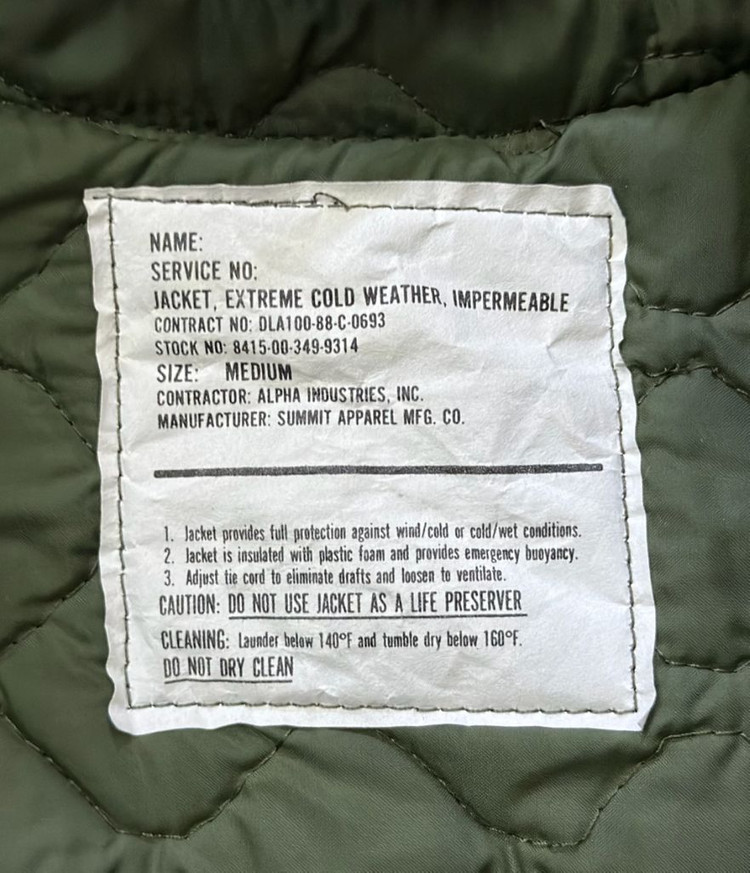 NAME:
SERVICE NO:
JACKET, EXTREME COLD WEATHER, IMPERMEABLE
CONTRACT NO: DLA100-88-C-0693
STOCK NO: 8415-00-349-9314
SIZE: MEDIUM
CONTRACTOR: ALPHA INDUSTRIES, INC.
MANUFACTURER: SUMMIT APPAREL MFG. CO.
1. Jacket provides full protection against wind/cold or cold/wet conditions.
2. Jacket is insulated with plastic foam and provides emergency buoyancy.
3. Adjust tie cord to eliminate drafts and loosen to ventilate.
CAUTION: DO NOT USE JACKET AS A LIFE PRESERVER
CLEANING: Launder below 140°F and tumble dry below 160°F.
DO NOT DRY CLEAN